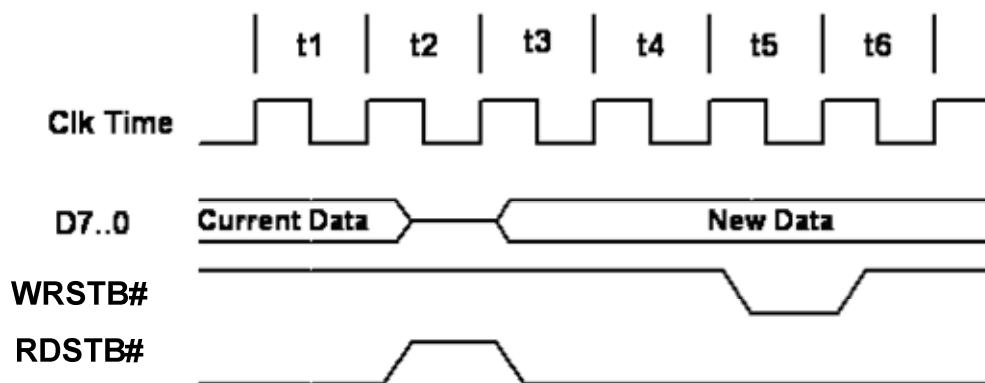 t1 t2 t3 t4 t5 t6
Clk Time
D7..0 Current Data New Data
WRSTB#
RDSTB#